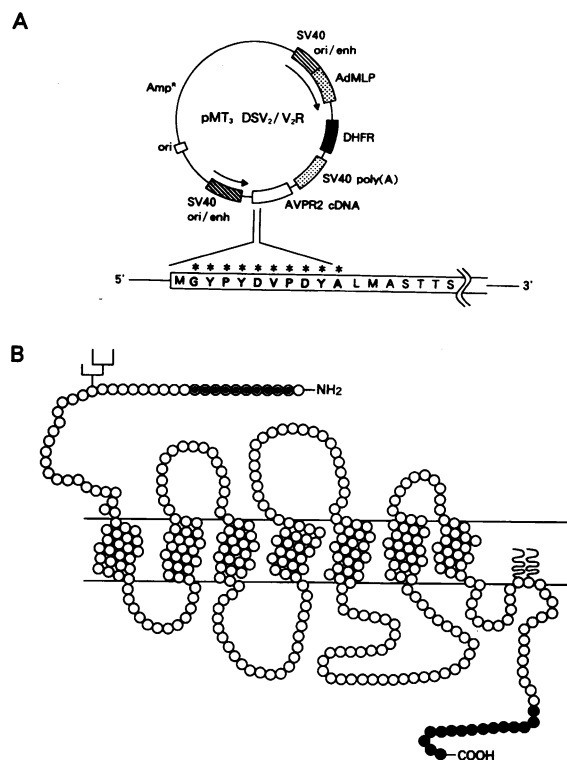 A
SV40
ori/enh
AdMLP
Ampᴿ
pMT₃ DSV₂/V₂R
DHFR
ori
SV40 poly(A)
SV40
ori/enh
AVPR2 cDNA
* * * * * * * * * *
5' M G Y P Y D V P D Y A L M A S T T S 3'
B
NH₂
COOH